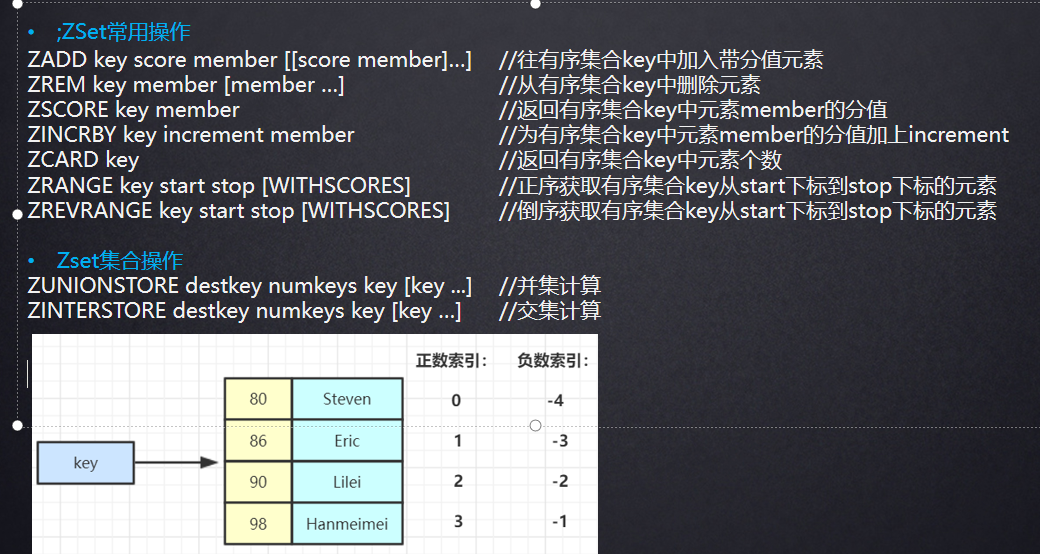 • ;ZSet常用操作
ZADD key score member [[score member]…] //往有序集合key中加入带分值元素
ZREM key member [member …] //从有序集合key中删除元素
ZSCORE key member //返回有序集合key中元素member的分值
ZINCRBY key increment member //为有序集合key中元素member的分值加上increment
ZCARD key //返回有序集合key中元素个数
ZRANGE key start stop [WITHSCORES] //正序获取有序集合key从start下标到stop下标的元素
ZREVRANGE key start stop [WITHSCORES] //倒序获取有序集合key从start下标到stop下标的元素
• Zset集合操作
ZUNIONSTORE destkey numkeys key [key ...] //并集计算
ZINTERSTORE destkey numkeys key [key …] //交集计算
正数索引： 负数索引：
80 Steven 0 -4
86 Eric 1 -3
key
90 Lilei 2 -2
98 Hanmeimei 3 -1